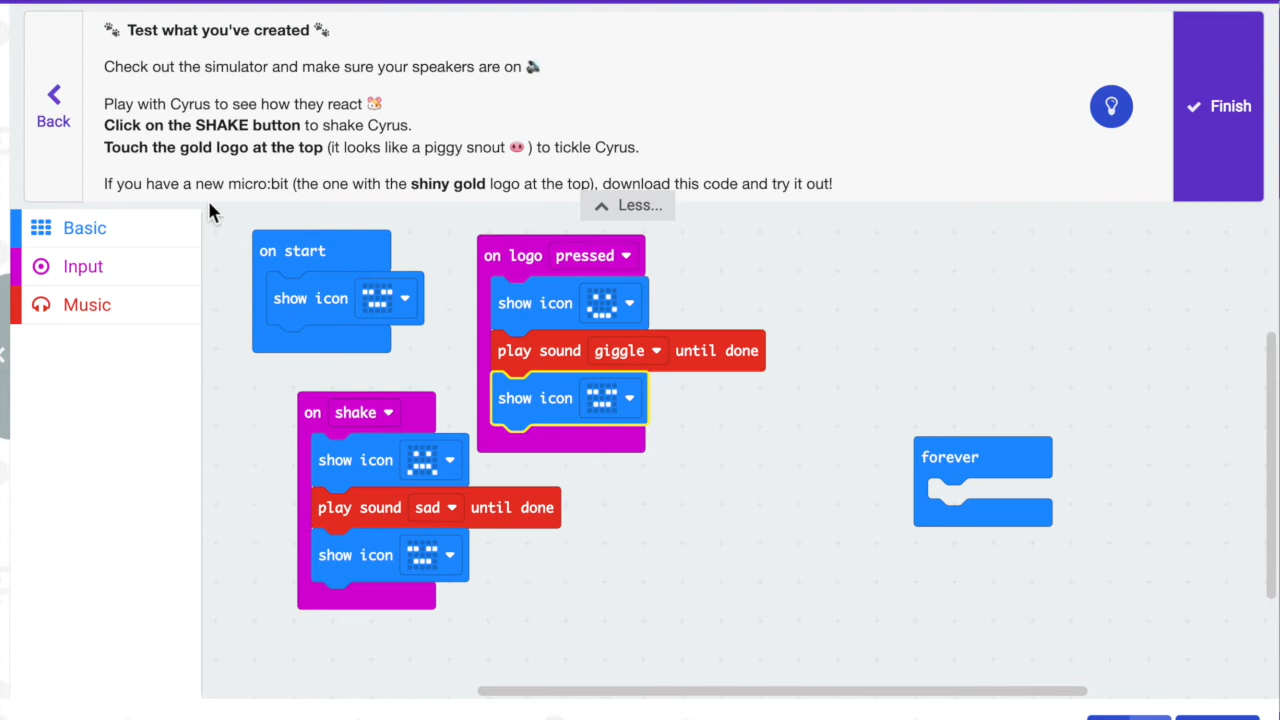 🐾 Test what you've created 🐾
Check out the simulator and make sure your speakers are on 🔊
Play with Cyrus to see how they react 🐹
Click on the SHAKE button to shake Cyrus.
Touch the gold logo at the top (it looks like a piggy snout 🐽 ) to tickle Cyrus.
If you have a new micro:bit (the one with the shiny gold logo at the top), download this code and try it out!
Back
Finish
Less...
Basic
Input
Music
on start
show icon
on logo pressed
show icon
play sound giggle until done
show icon
on shake
show icon
play sound sad until done
show icon
forever